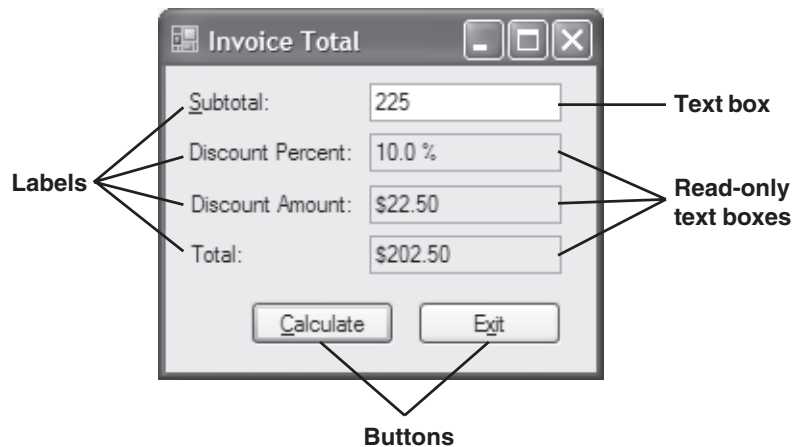 Invoice Total
Subtotal:
225
Text box
Discount Percent:
10.0 %
Labels
Discount Amount:
$22.50
Read-only
text boxes
Total:
$202.50
Calculate
Exit
Buttons